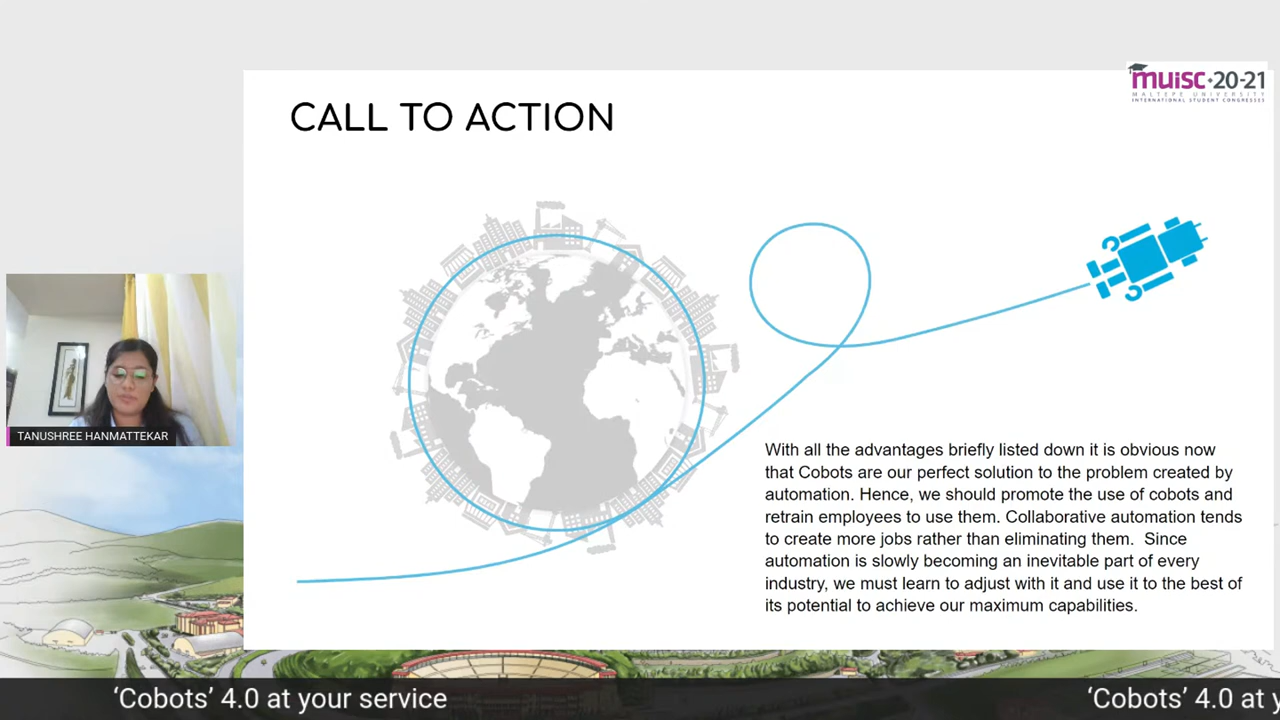 muisc·20-21
MALTEPE UNIVERSITY
INTERNATIONAL STUDENT CONGRESSES
CALL TO ACTION
TANUSHREE HANMATTEKAR
With all the advantages briefly listed down it is obvious now
that Cobots are our perfect solution to the problem created by
automation. Hence, we should promote the use of cobots and
retrain employees to use them. Collaborative automation tends
to create more jobs rather than eliminating them.  Since
automation is slowly becoming an inevitable part of every
industry, we must learn to adjust with it and use it to the best of
its potential to achieve our maximum capabilities.
‘Cobots’ 4.0 at your service
‘Cobots’ 4.0 at y